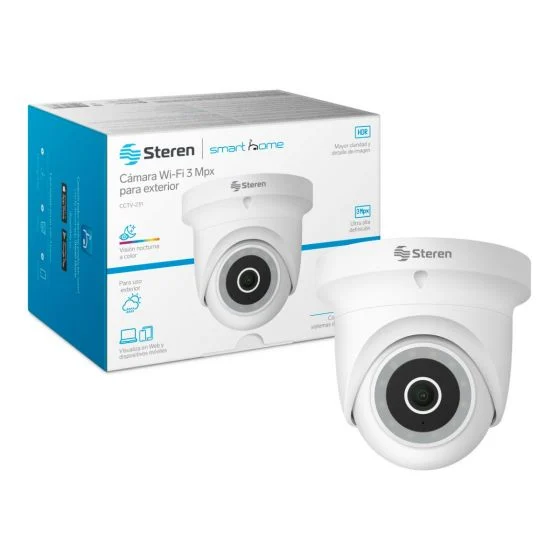 Steren
smart home
Cámara Wi-Fi 3 Mpx
para exterior
CCTV-231
HDR
Mayor claridad y
detalle de imagen
Steren
3 Mpx
Ultra alta
definición
Visión nocturna
a color
Para uso
exterior
Visualiza en Web y
dispositivos móviles
Steren